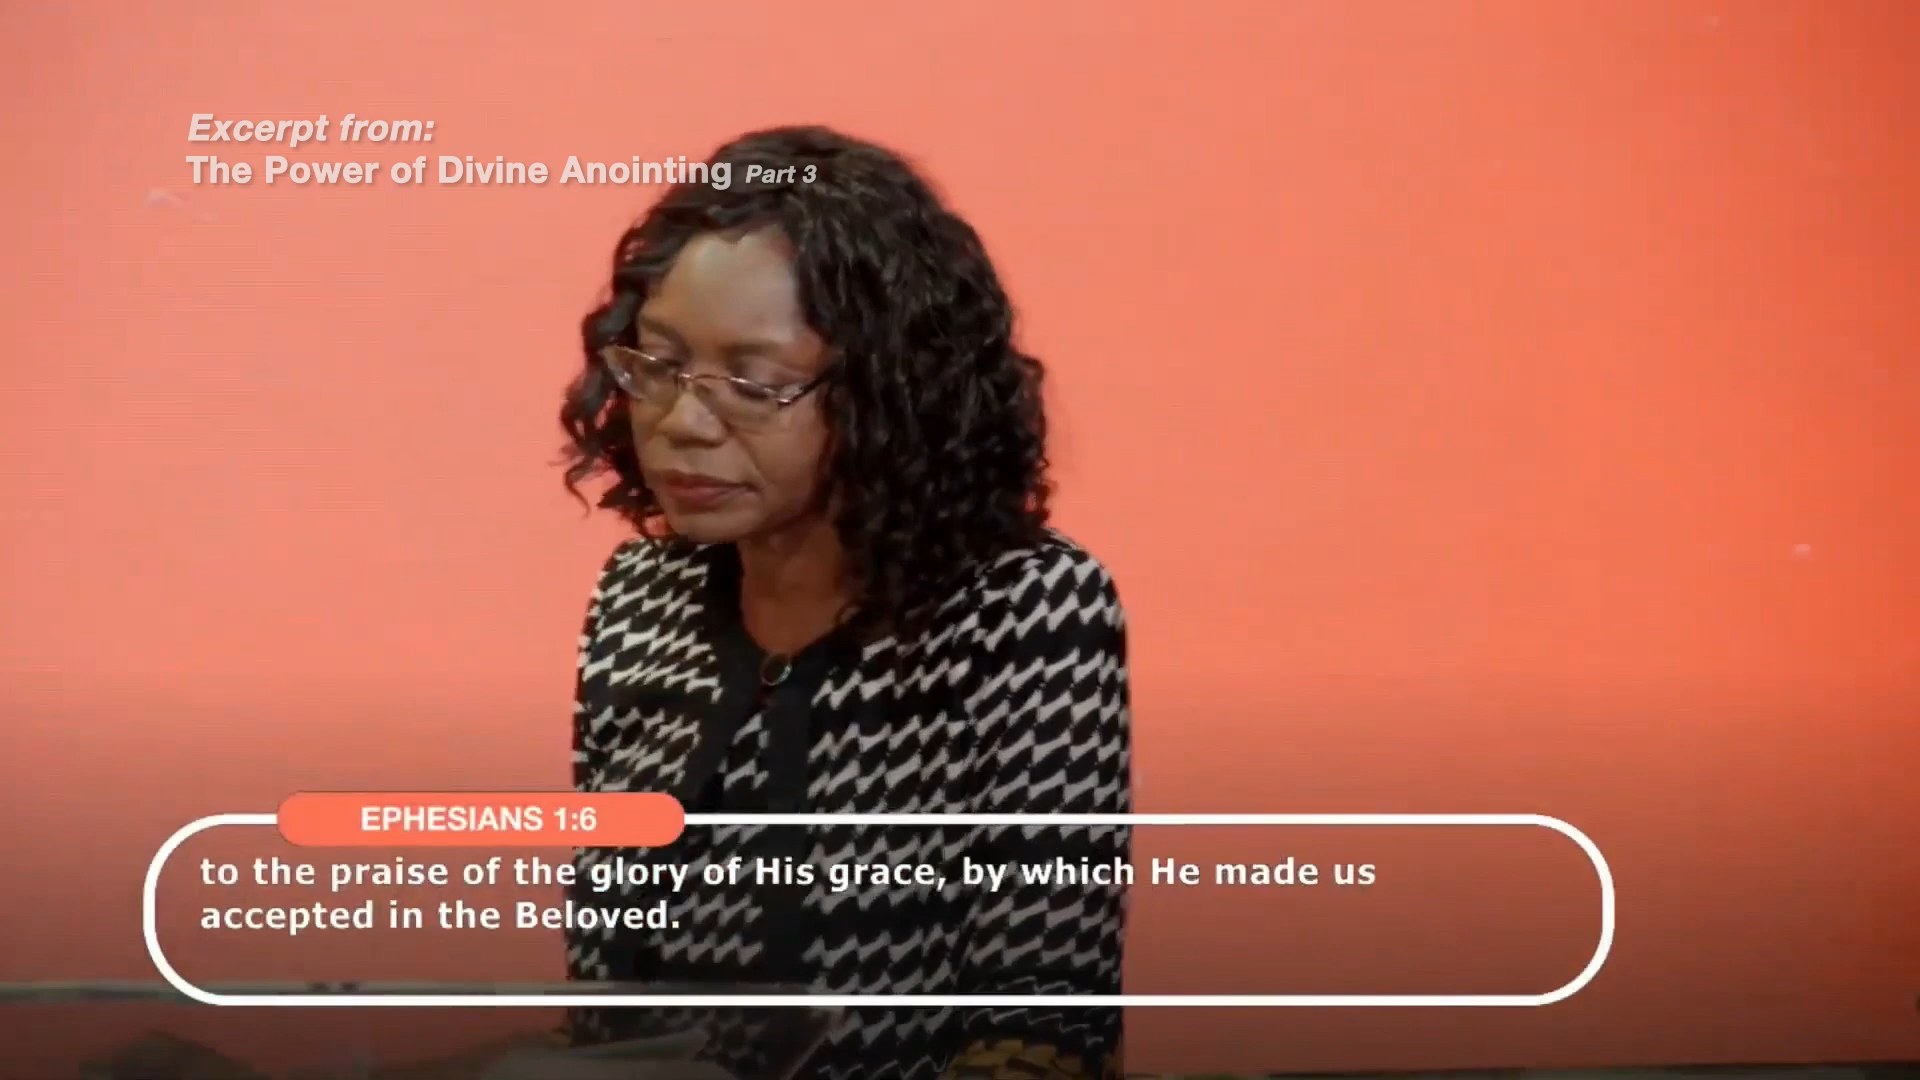 Excerpt from:
The Power of Divine Anointing Part 3
EPHESIANS 1:6
to the praise of the glory of His grace, by which He made us
accepted in the Beloved.